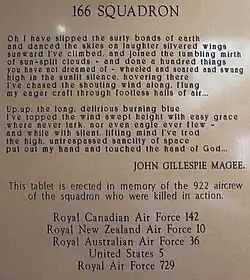 166 SQUADRON
Oh I have slipped the surly bonds of earth
and danced the skies on laughter silvered wings
sunward I've climbed, and joined the tumbling mirth
of sun-split clouds - and done a hundred things
you have not dreamed of - wheeled and soared and swung
high in the sunlit silence, hovering there
I've chased the shouting wind along, flung
my eager craft through footless halls of air...
Up, up, the long, delirious burning blue
I've topped the wind swept height with easy grace
where never lark, nor even eagle ever flew -
and while with silent, lifting mind I've trod
the high, untrespassed sanctity of space
put out my hand and touched the hand of God...
JOHN GILLESPIE MAGEE.
This tablet is erected in memory of the 922 aircrew
of the squadron who were killed in action.
Royal Canadian Air Force 142
Royal New Zealand Air Force 10
Royal Australian Air Force 36
United States 5
Royal Air Force 729